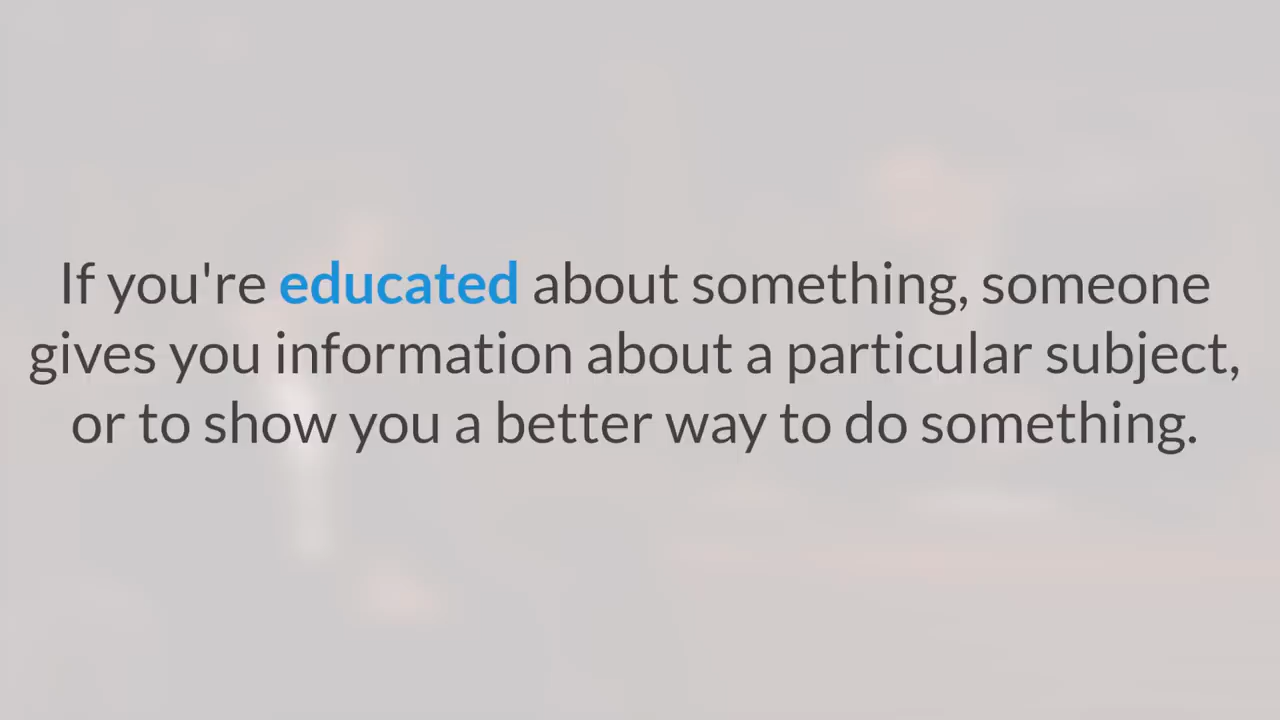 If you're educated about something, someone
gives you information about a particular subject,
or to show you a better way to do something.